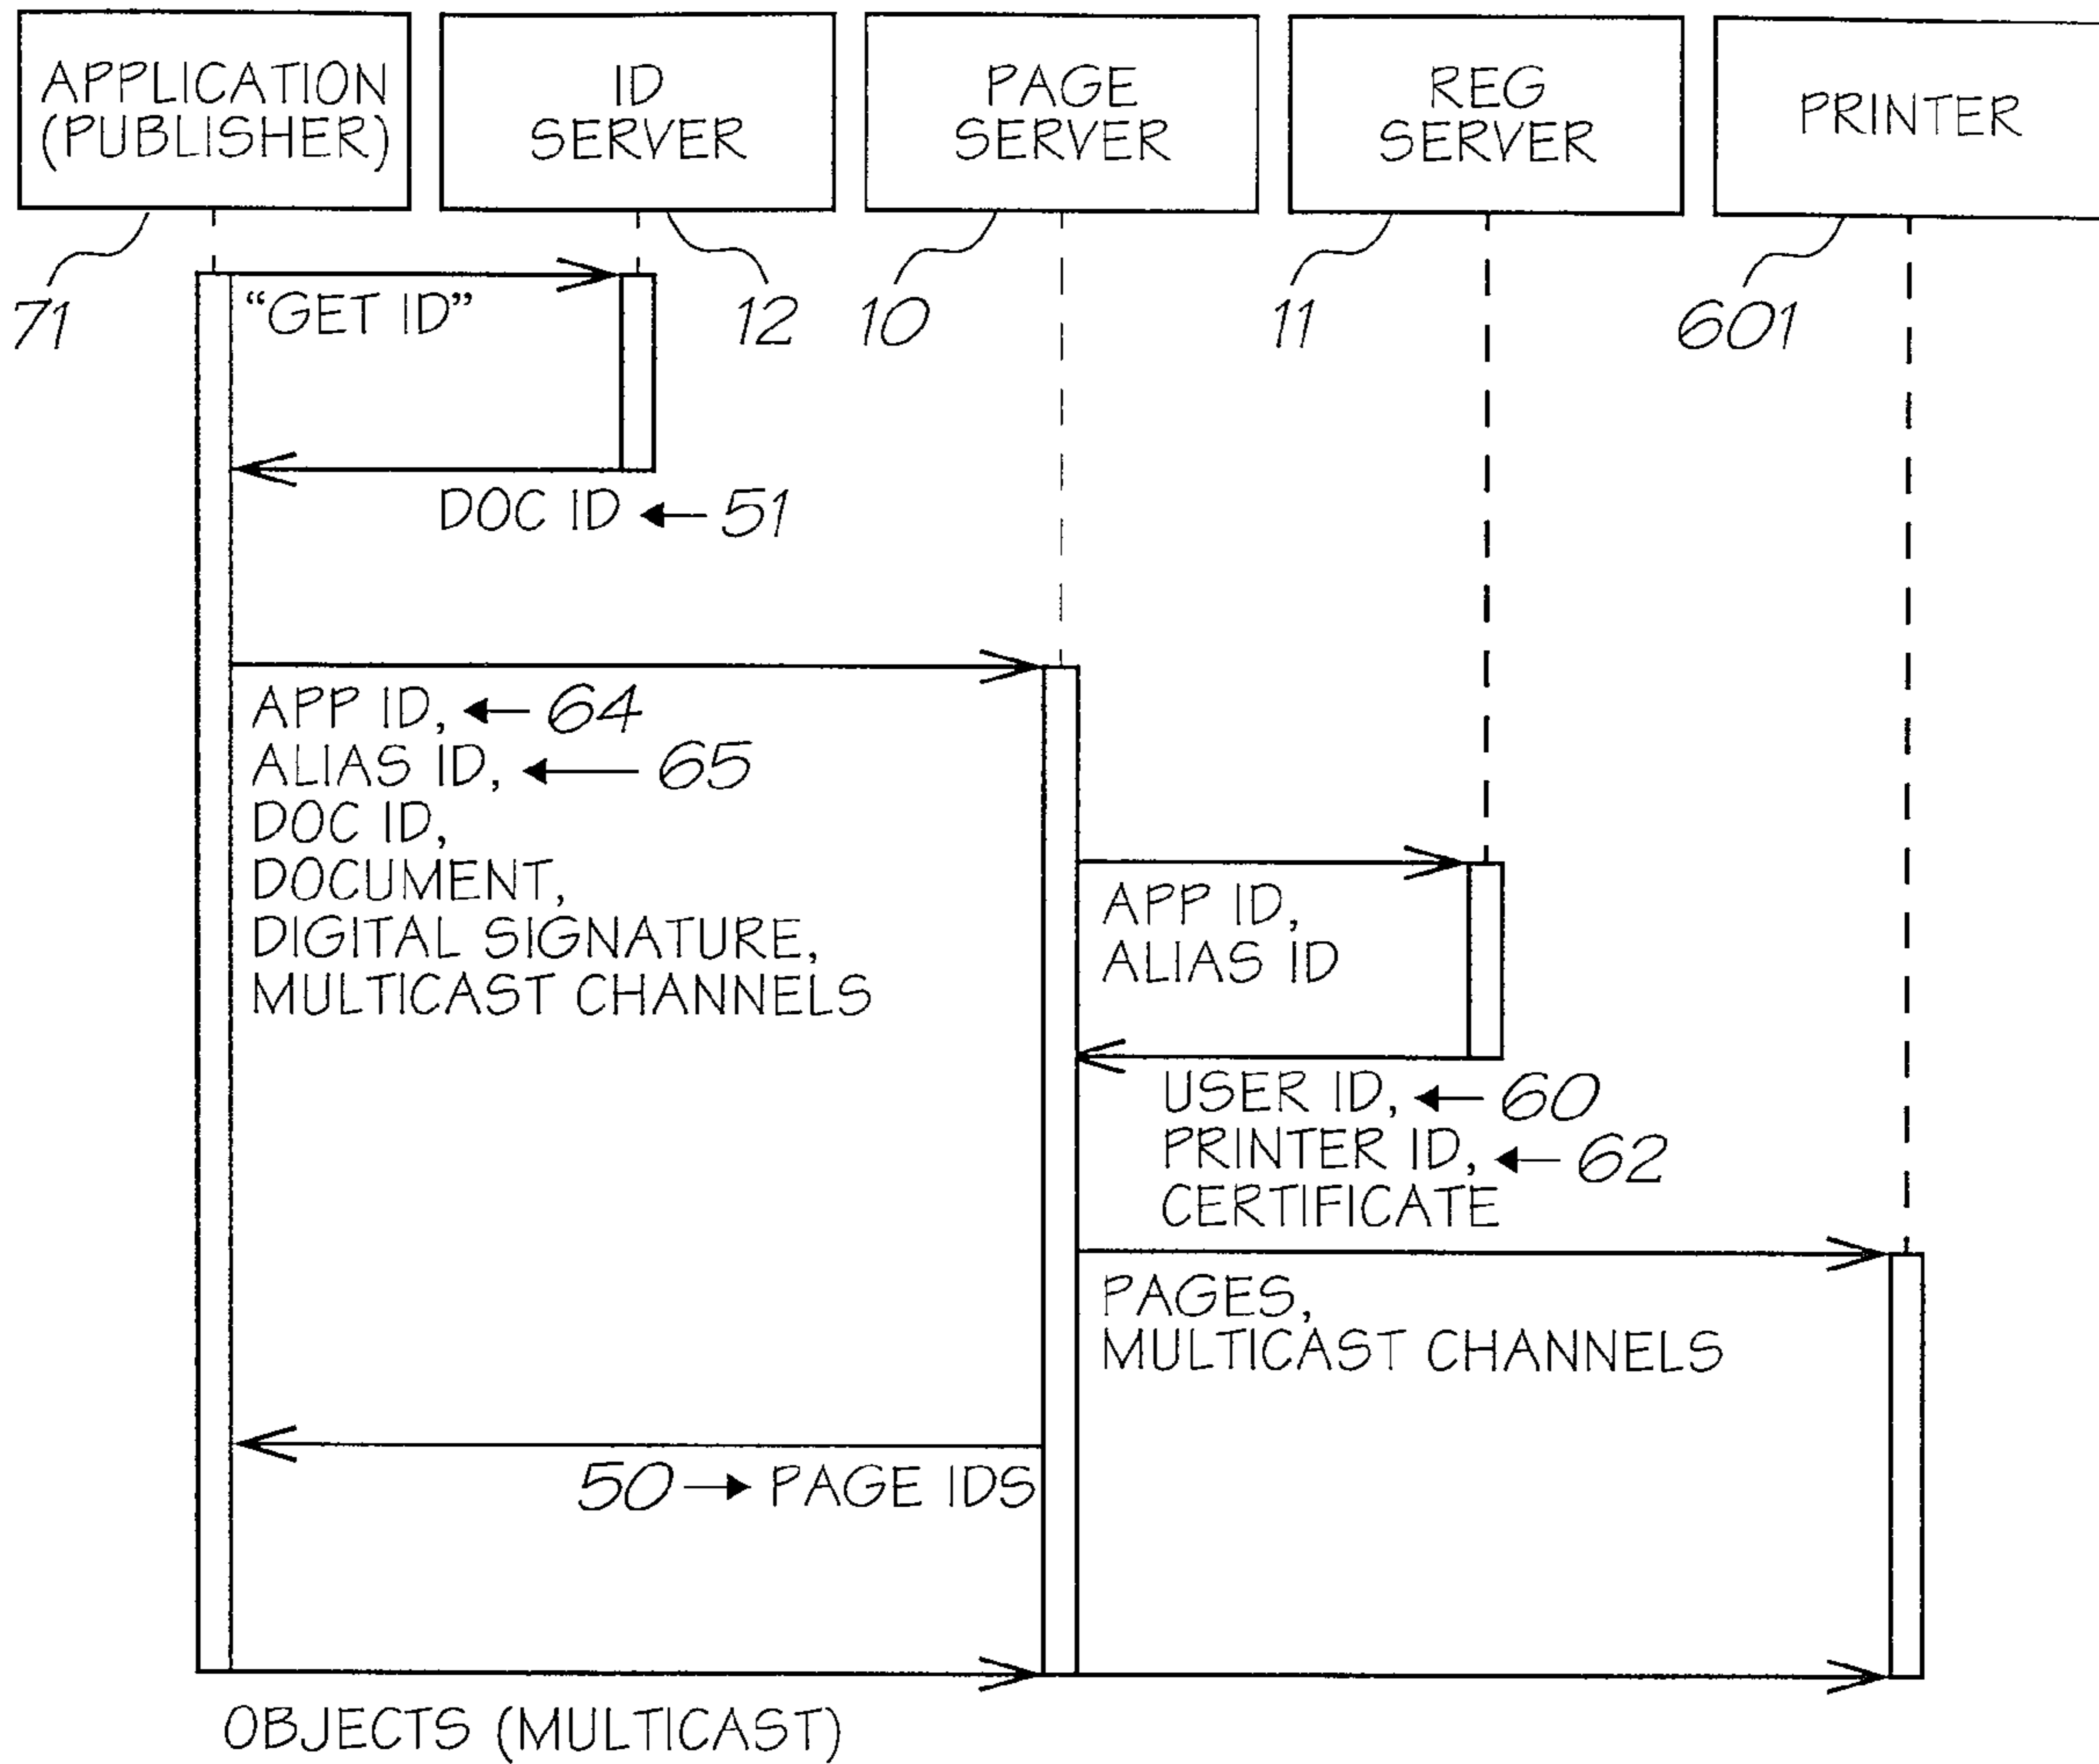 APPLICATION
(PUBLISHER)
ID
SERVER
PAGE
SERVER
REG
SERVER
PRINTER
71
12
10
11
601
“GET ID”
DOC ID 51
APP ID, 64
ALIAS ID, 65
DOC ID,
DOCUMENT,
DIGITAL SIGNATURE,
MULTICAST CHANNELS
APP ID,
ALIAS ID
USER ID, 60
PRINTER ID, 62
CERTIFICATE
PAGES,
MULTICAST CHANNELS
50 PAGE IDS
OBJECTS (MULTICAST)